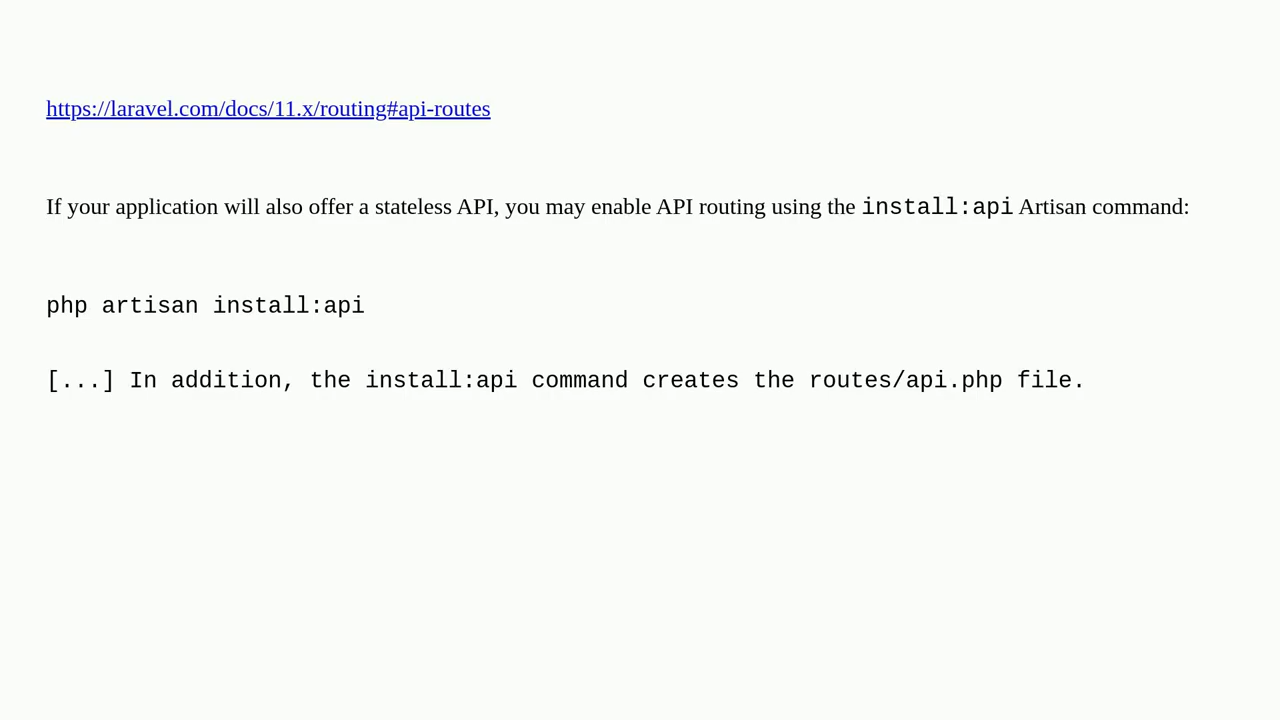 https://laravel.com/docs/11.x/routing#api-routes
If your application will also offer a stateless API, you may enable API routing using the install:api Artisan command:
php artisan install:api
[...] In addition, the install:api command creates the routes/api.php file.